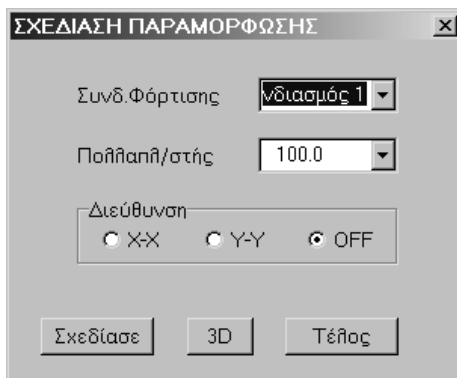 ΣΧΕΔΙΑΣΗ ΠΑΡΑΜΟΡΦΩΣΗΣ
Συνδ.Φόρτισης νδιασμός 1
Πολλαπλ/στής 100.0
Διεύθυνση
X-X Y-Y OFF
Σχεδίασε 3D Τέλος